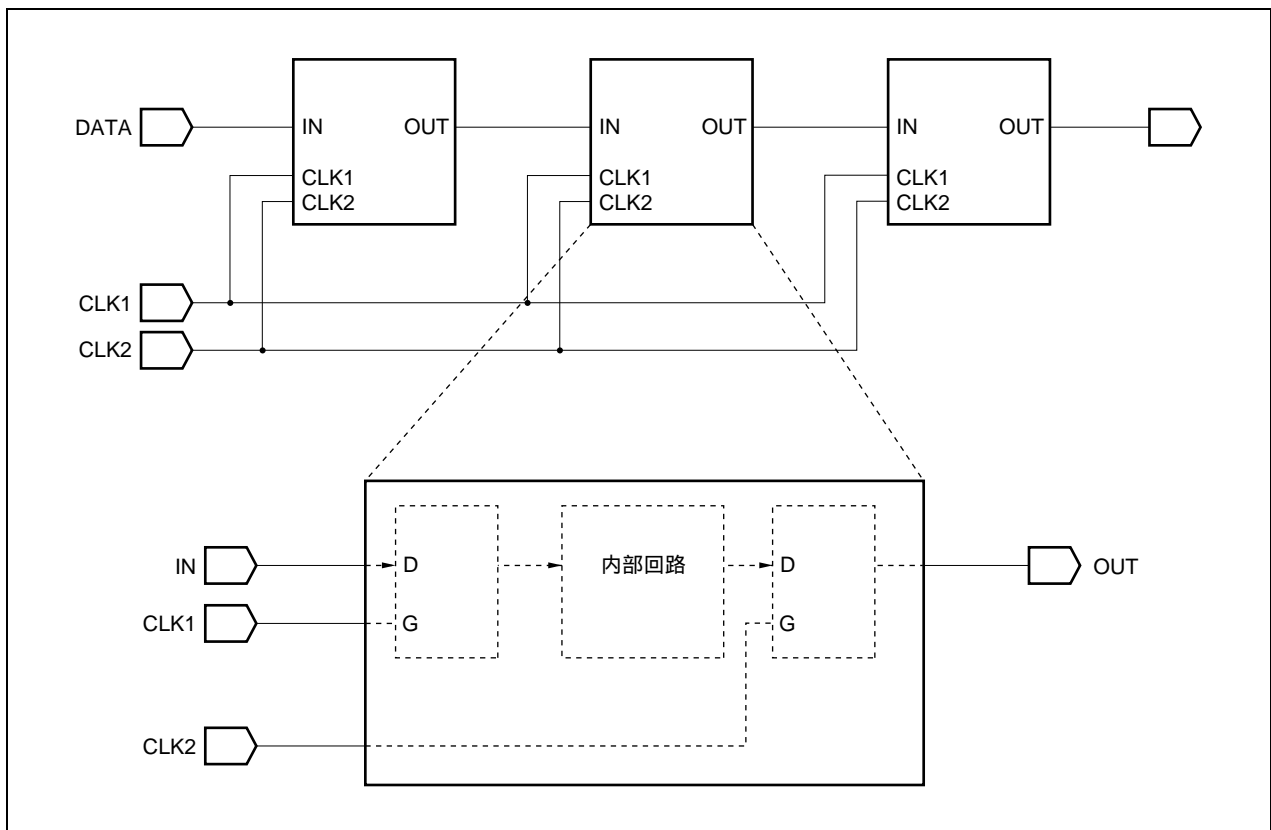 DATA
IN OUT
CLK1
CLK2
IN OUT
CLK1
CLK2
IN OUT
CLK1
CLK2
CLK1
CLK2
IN
CLK1
CLK2
D
G
内部回路
D
G
OUT